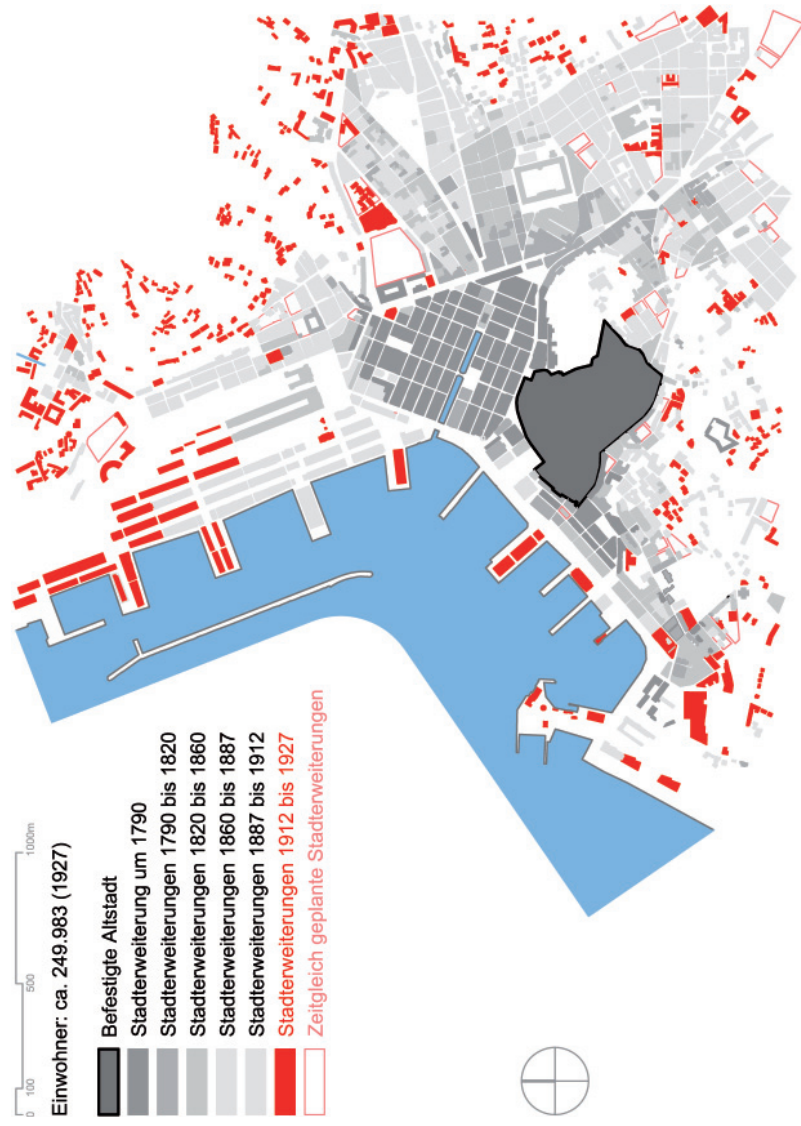 0 100 500 1000m
Einwohner: ca. 249.983 (1927)
Befestigte Altstadt
Stadterweiterung um 1790
Stadterweiterungen 1790 bis 1820
Stadterweiterungen 1820 bis 1860
Stadterweiterungen 1860 bis 1887
Stadterweiterungen 1887 bis 1912
Stadterweiterungen 1912 bis 1927
Zeitgleich geplante Stadterweiterungen